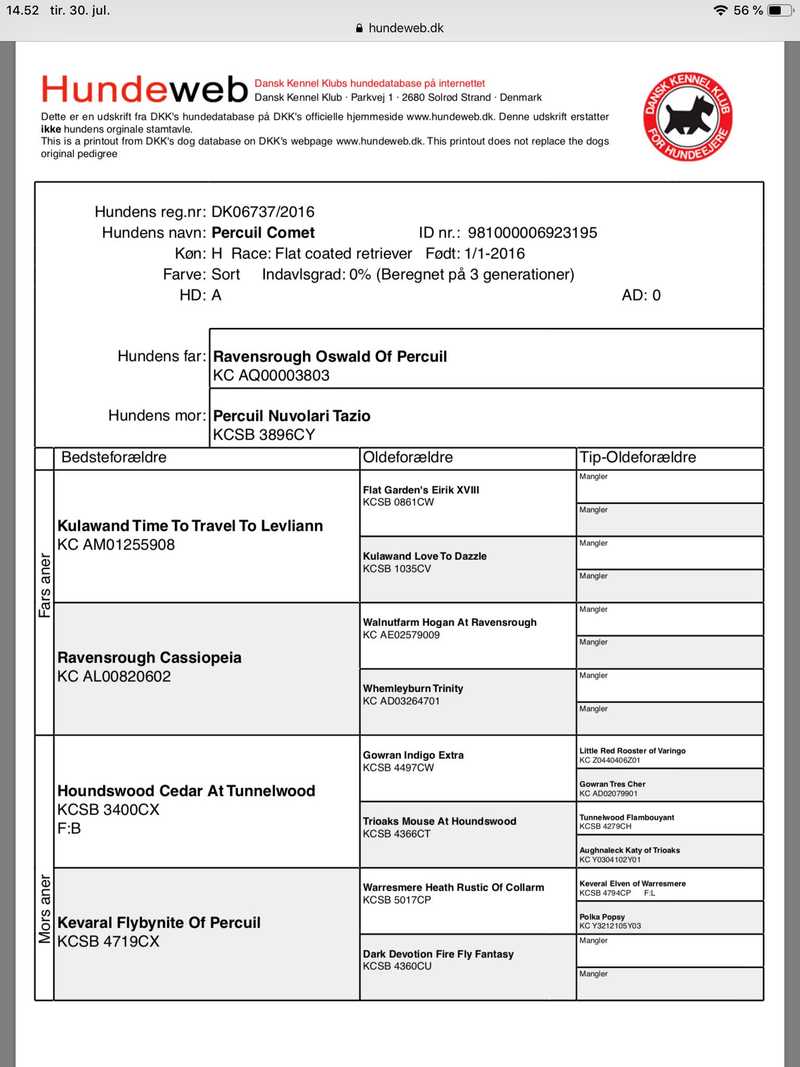 14.52 tir. 30. jul.
56 %
hundeweb.dk
Hundeweb
Dansk Kennel Klubs hundedatabase på internettet
Dansk Kennel Klub · Parkvej 1 · 2680 Solrød Strand · Denmark
Dette er en udskrift fra DKK's hundedatabase på DKK's officielle hjemmeside www.hundeweb.dk. Denne udskrift erstatter
ikke hundens orginale stamtavle.
This is a printout from DKK's dog database on DKK's webpage www.hundeweb.dk. This printout does not replace the dogs
original pedigree
DANSK KENNEL KLUB
FOR HUNDEEJERE
Hundens reg.nr: DK06737/2016
Hundens navn: Percuil Comet ID nr.: 981000006923195
Køn: H Race: Flat coated retriever Født: 1/1-2016
Farve: Sort Indavlsgrad: 0% (Beregnet på 3 generationer)
HD: A AD: 0
Hundens far: Ravensrough Oswald Of Percuil
KC AQ00003803
Hundens mor: Percuil Nuvolari Tazio
KCSB 3896CY
Bedsteforældre Oldeforældre Tip-Oldeforældre
Fars aner
Kulawand Time To Travel To Levliann
KC AM01255908
Flat Garden's Eirik XVIII
KCSB 0861CW
Mangler
Mangler
Kulawand Love To Dazzle
KCSB 1035CV
Mangler
Mangler
Ravensrough Cassiopeia
KC AL00820602
Walnutfarm Hogan At Ravensrough
KC AE02579009
Mangler
Mangler
Whemleyburn Trinity
KC AD03264701
Mangler
Mangler
Mors aner
Houndswood Cedar At Tunnelwood
KCSB 3400CX
F:B
Gowran Indigo Extra
KCSB 4497CW
Little Red Rooster of Varingo
KC Z0440406Z01
Gowran Tres Cher
KC AD02079901
Trioaks Mouse At Houndswood
KCSB 4366CT
Tunnelwood Flambouyant
KCSB 4279CH
Aughnaleck Katy of Trioaks
KC Y0304102Y01
Kevaral Flybynite Of Percuil
KCSB 4719CX
Warresmere Heath Rustic Of Collarm
KCSB 5017CP
Keveral Elven of Warresmere
KCSB 4794CP F:L
Polka Popsy
KC Y3212105Y03
Dark Devotion Fire Fly Fantasy
KCSB 4360CU
Mangler
Mangler